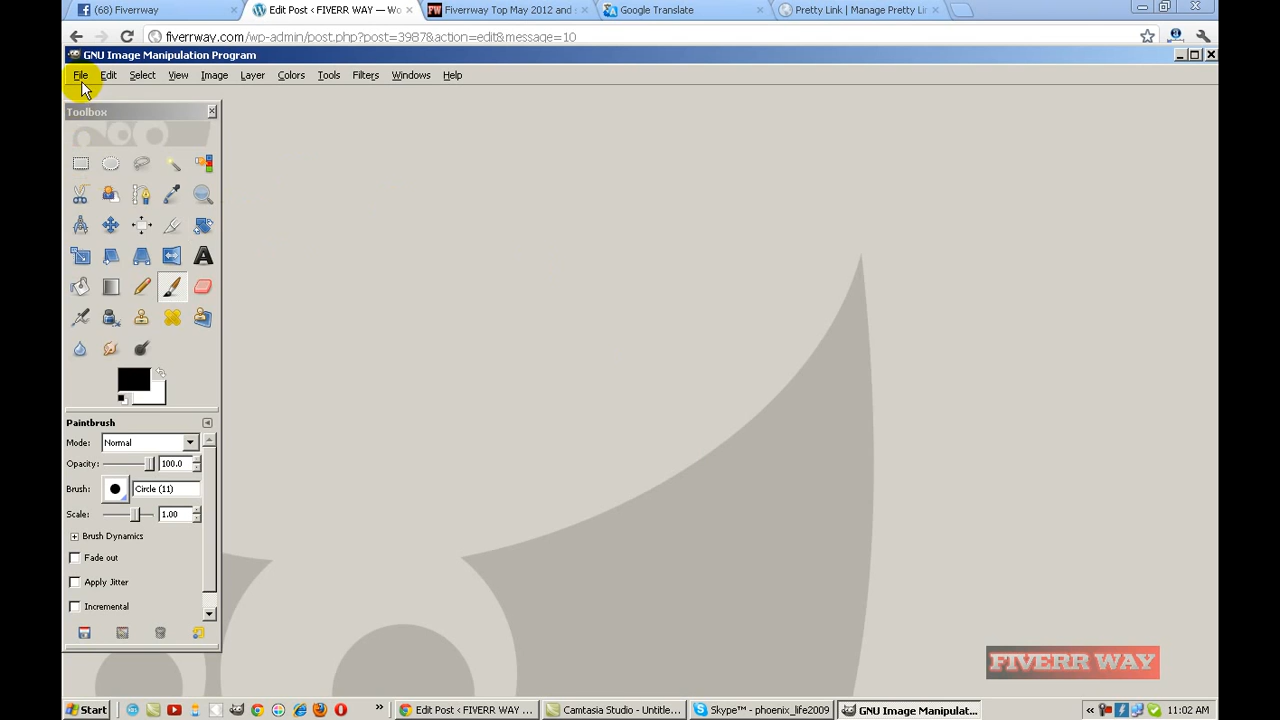 (68) Fiverrway
Edit Post ‹ FIVERR WAY — Wo
Fiverrway Top May 2012 and
Google Translate
Pretty Link | Manage Pretty Li
fiverrway.com/wp-admin/post.php?post=3987&action=edit&message=10
GNU Image Manipulation Program
File Edit Select View Image Layer Colors Tools Filters Windows Help
Toolbox
Paintbrush
Mode: Normal
Opacity: 100.0
Brush: Circle (11)
Scale: 1.00
Brush Dynamics
Fade out
Apply Jitter
Incremental
FIVERR WAY
Start
» Edit Post ‹ FIVERR WAY ...
Camtasia Studio - Untitle...
Skype™ - phoenix_life2009
GNU Image Manipulat...
« 11:02 AM